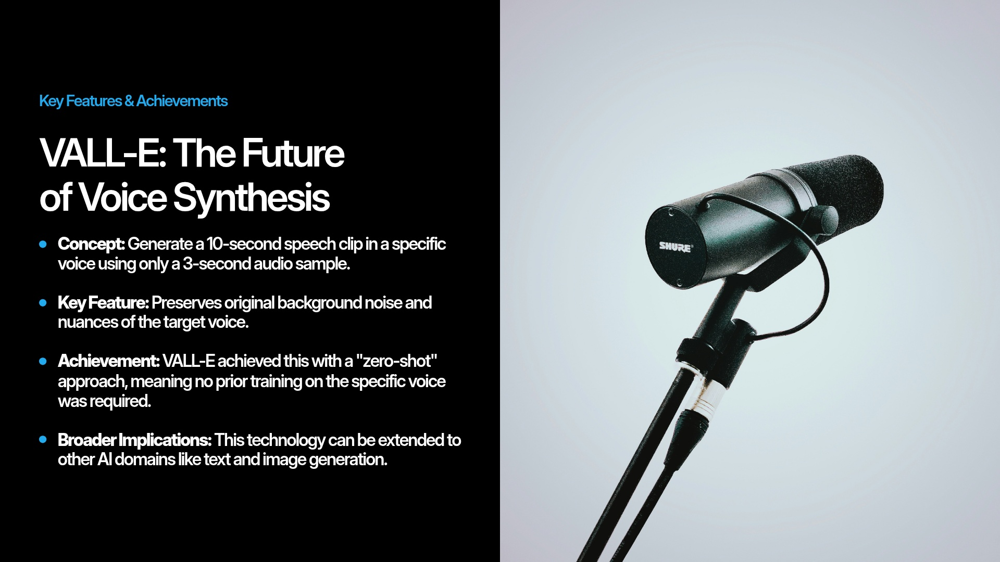 Key Features & Achievements
VALL-E: The Future
of Voice Synthesis
Concept: Generate a 10-second speech clip in a specific
voice using only a 3-second audio sample.
Key Feature: Preserves original background noise and
nuances of the target voice.
Achievement: VALL-E achieved this with a "zero-shot"
approach, meaning no prior training on the specific voice
was required.
Broader Implications: This technology can be extended to
other AI domains like text and image generation.
SHURE